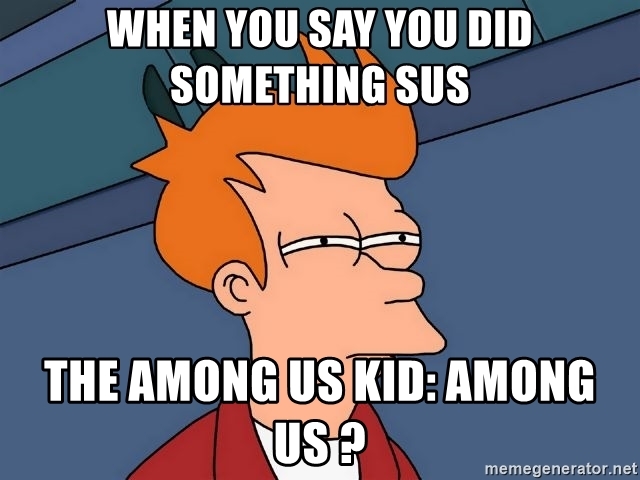 WHEN YOU SAY YOU DID
SOMETHING SUS
THE AMONG US KID: AMONG
US ?
memegenerator.net